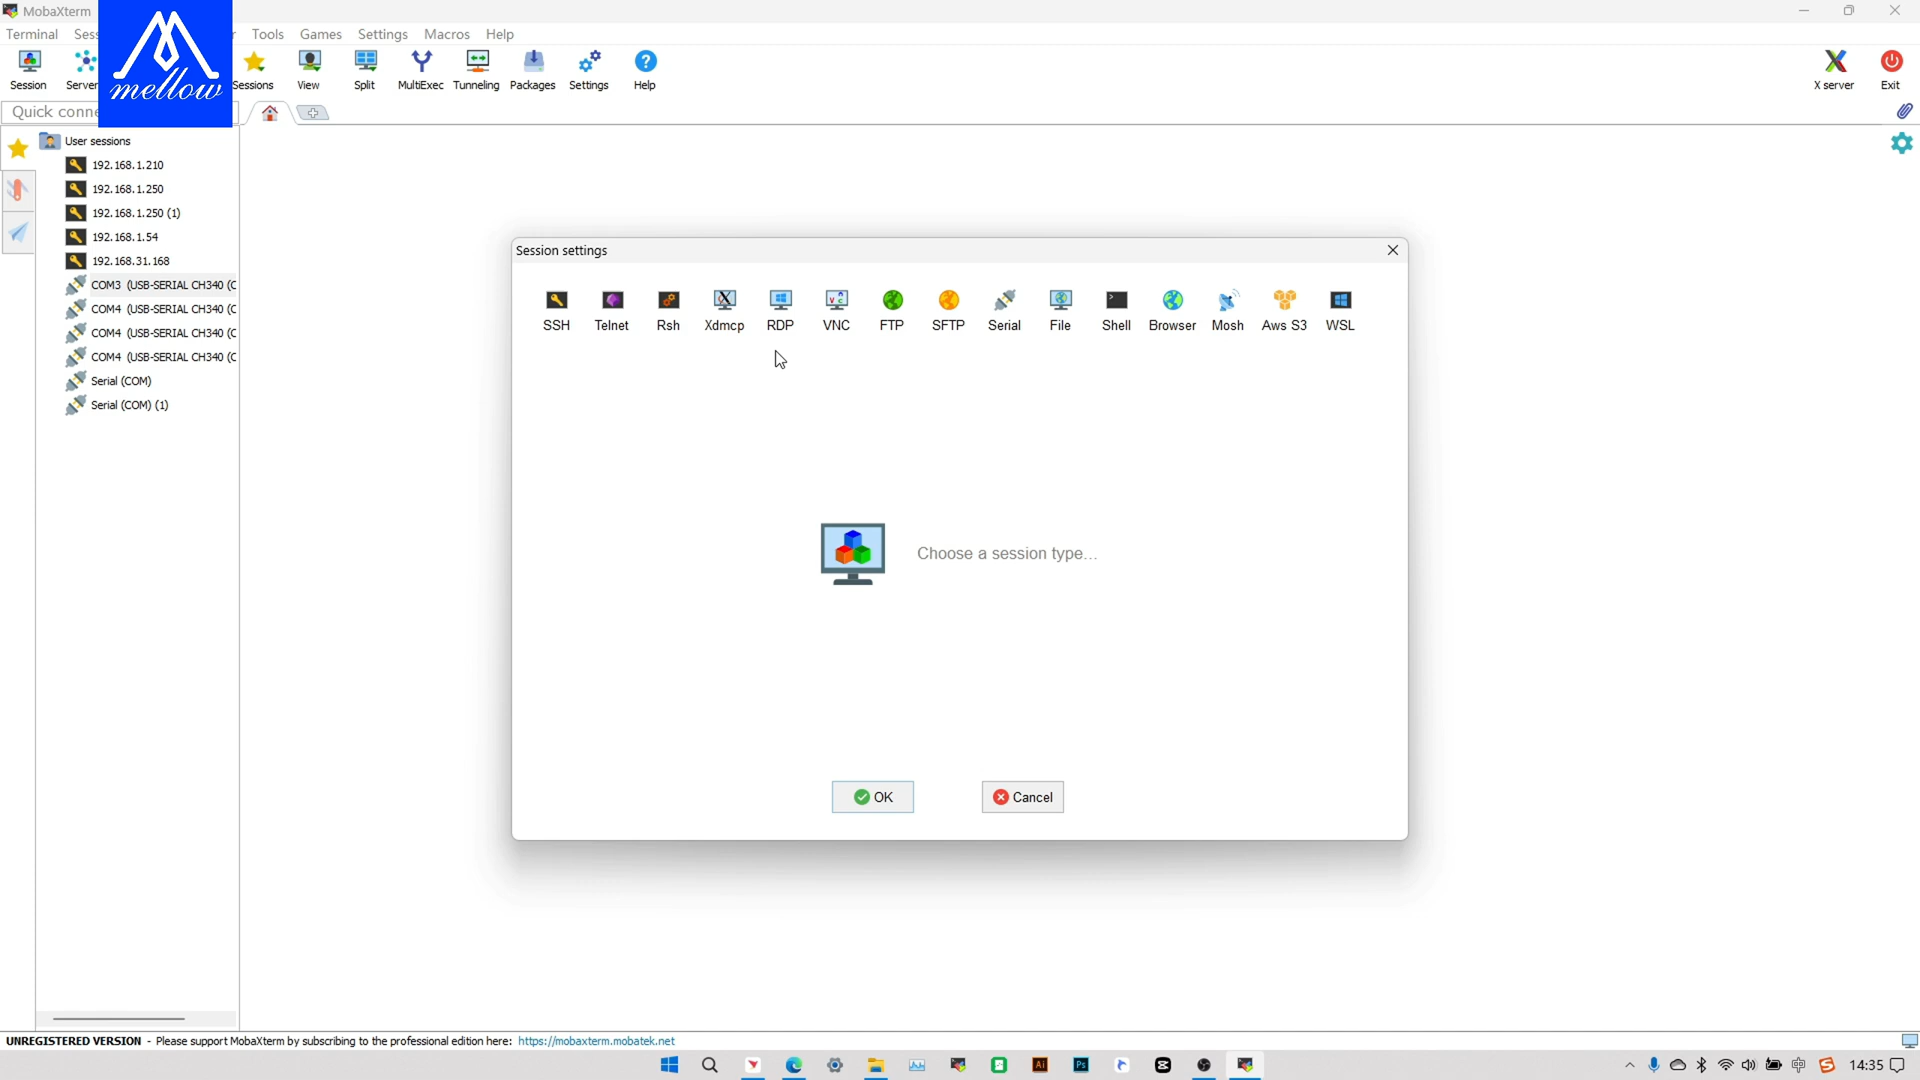 MobaXterm
Terminal Sess Tools Games Settings Macros Help
mellow
Session Server Sessions View Split MultiExec Tunneling Packages Settings Help X server Exit
Quick conne
User sessions
192.168.1.210
192.168.1.250
192.168.1.250 (1)
192.168.1.54
192.168.31.168
COM3 (USB-SERIAL CH340 (C
COM4 (USB-SERIAL CH340 (C
COM4 (USB-SERIAL CH340 (C
COM4 (USB-SERIAL CH340 (C
Serial (COM)
Serial (COM) (1)
Session settings
SSH Telnet Rsh Xdmcp RDP VNC FTP SFTP Serial File Shell Browser Mosh Aws S3 WSL
Choose a session type...
OK Cancel
UNREGISTERED VERSION - Please support MobaXterm by subscribing to the professional edition here: https://mobaxterm.mobatek.net
Ai Ps 中 14:35